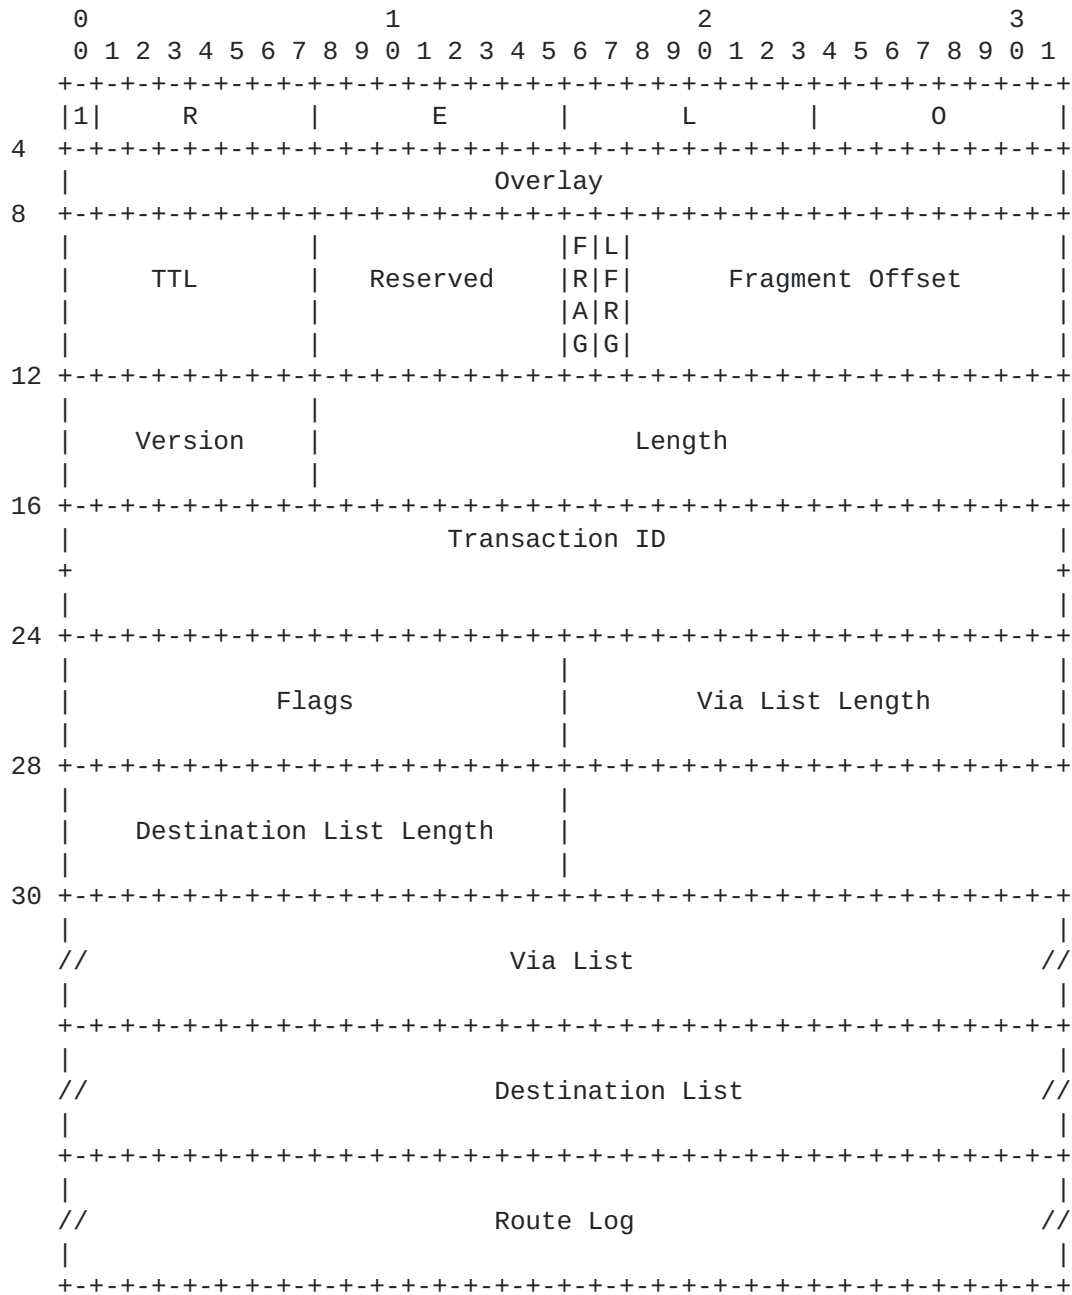 0                   1                   2                   3
 0 1 2 3 4 5 6 7 8 9 0 1 2 3 4 5 6 7 8 9 0 1 2 3 4 5 6 7 8 9 0 1
   +-+-+-+-+-+-+-+-+-+-+-+-+-+-+-+-+-+-+-+-+-+-+-+-+-+-+-+-+-+-+-+-+
   |1|     R       |       E       |       L       |       O       |
4  +-+-+-+-+-+-+-+-+-+-+-+-+-+-+-+-+-+-+-+-+-+-+-+-+-+-+-+-+-+-+-+-+
   |                           Overlay                             |
8  +-+-+-+-+-+-+-+-+-+-+-+-+-+-+-+-+-+-+-+-+-+-+-+-+-+-+-+-+-+-+-+-+
   |               |               |F|L|                           |
   |     TTL       |   Reserved    |R|F|      Fragment Offset      |
   |               |               |A|R|                           |
   |               |               |G|G|                           |
12 +-+-+-+-+-+-+-+-+-+-+-+-+-+-+-+-+-+-+-+-+-+-+-+-+-+-+-+-+-+-+-+-+
   |               |                                               |
   |    Version    |                    Length                     |
   |               |                                               |
16 +-+-+-+-+-+-+-+-+-+-+-+-+-+-+-+-+-+-+-+-+-+-+-+-+-+-+-+-+-+-+-+-+
   |                        Transaction ID                         |
   +                                                               +
   |                                                               |
24 +-+-+-+-+-+-+-+-+-+-+-+-+-+-+-+-+-+-+-+-+-+-+-+-+-+-+-+-+-+-+-+-+
   |                               |                               |
   |             Flags             |        Via List Length        |
   |                               |                               |
28 +-+-+-+-+-+-+-+-+-+-+-+-+-+-+-+-+-+-+-+-+-+-+-+-+-+-+-+-+-+-+-+-+
   |                               |
   |    Destination List Length    |
   |                               |
30 +-+-+-+-+-+-+-+-+-+-+-+-+-+-+-+-+-+-+-+-+-+-+-+-+-+-+-+-+-+-+-+-+
   |                                                               |
   //                           Via List                          //
   |                                                               |
   +-+-+-+-+-+-+-+-+-+-+-+-+-+-+-+-+-+-+-+-+-+-+-+-+-+-+-+-+-+-+-+-+
   |                                                               |
   //                          Destination List                   //
   |                                                               |
   +-+-+-+-+-+-+-+-+-+-+-+-+-+-+-+-+-+-+-+-+-+-+-+-+-+-+-+-+-+-+-+-+
   |                                                               |
   //                          Route Log                          //
   |                                                               |
   +-+-+-+-+-+-+-+-+-+-+-+-+-+-+-+-+-+-+-+-+-+-+-+-+-+-+-+-+-+-+-+-+